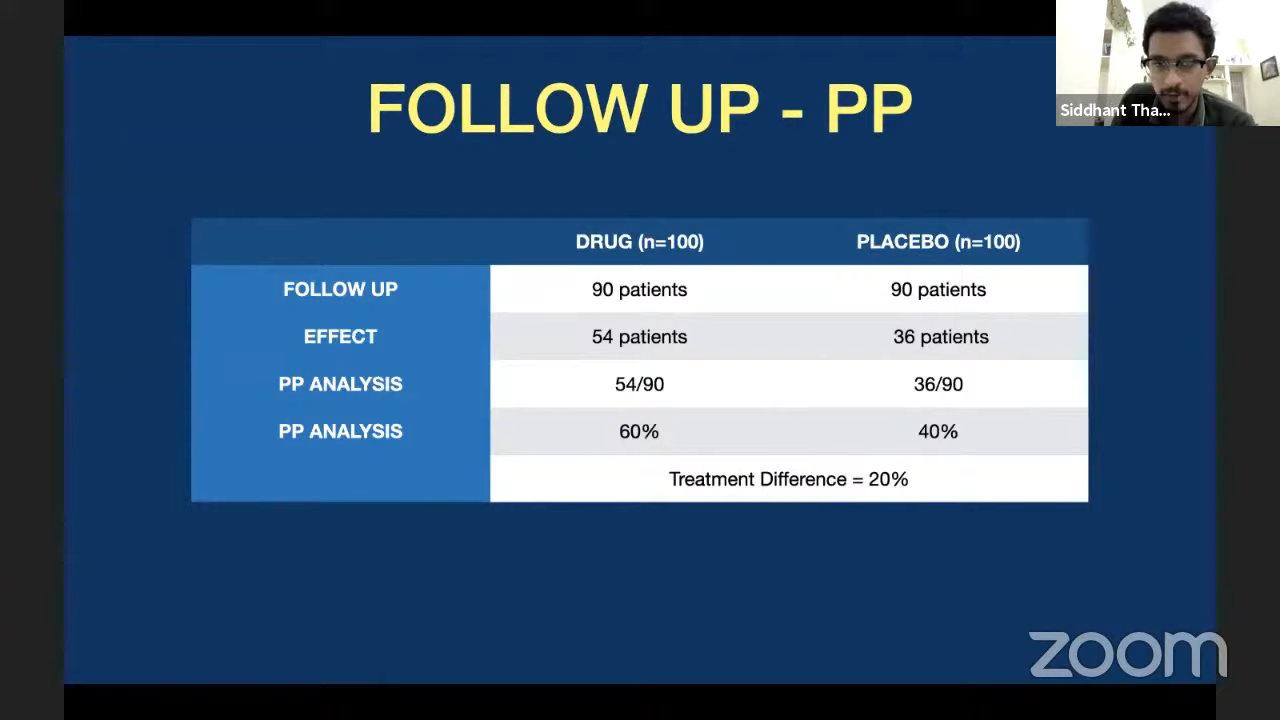 FOLLOW UP - PP
Siddhant Tha...
DRUG (n=100) PLACEBO (n=100)
FOLLOW UP 90 patients 90 patients
EFFECT 54 patients 36 patients
PP ANALYSIS 54/90 36/90
PP ANALYSIS 60% 40%
Treatment Difference = 20%
zoom